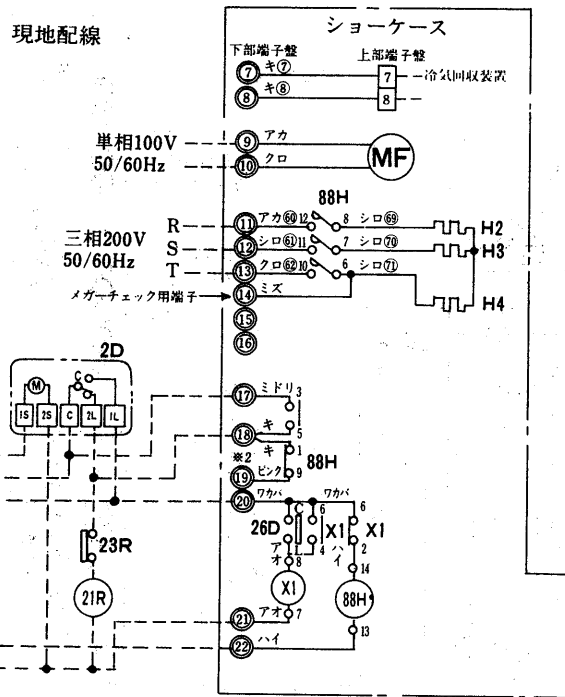 現地配線
ショーケース
下部端子盤 上部端子盤
7 キ⑦ 7 冷気回収装置
8 キ⑧ 8
単相100V
50/60Hz
9 アカ
10 クロ
MF
88H
三相200V
50/60Hz
R 11 アカ㊿ 12 8 シロ69 H2
S 12 シロ61 11 7 シロ70 H3
T 13 クロ62 10 6 シロ71
メガーチェック用端子 14 ミズ H4
15
16
2D
M C
1S 2S C 2L 1L
17 ミドリ 3
18 キ 5
キ 1
※2
19 ピンク 9 88H
20 ワカバ ワカバ
26D C 6 X1 6 X1
アオ L 4 ハイ 2
8 14
23R
21R
X1 88H
21 アオ 7
22 ハイ 13